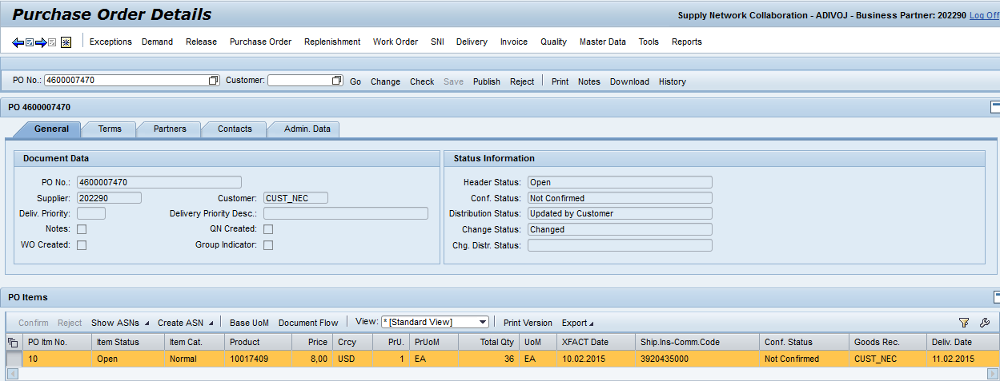 Purchase Order Details
Supply Network Collaboration - ADIVOJ - Business Partner: 202290 Log Off
Exceptions Demand Release Purchase Order Replenishment Work Order SNI Delivery Invoice Quality Master Data Tools Reports
PO No.: 4600007470 Customer: Go Change Check Save Publish Reject Print Notes Download History
PO 4600007470
General Terms Partners Contacts Admin. Data
Document Data
PO No.: 4600007470
Supplier: 202290 Customer: CUST_NEC
Deliv. Priority: Delivery Priority Desc.:
Notes: QN Created:
WO Created: Group Indicator:
Status Information
Header Status: Open
Conf. Status: Not Confirmed
Distribution Status: Updated by Customer
Change Status: Changed
Chg. Distr. Status:
PO Items
Confirm Reject Show ASNs Create ASN Base UoM Document Flow View: * [Standard View] Print Version Export
PO Itm No. Item Status Item Cat. Product Price Crcy PrU. PrUoM Total Qty UoM XFACT Date Ship.Ins-Comm.Code Conf. Status Goods Rec. Deliv. Date
10 Open Normal 10017409 8,00 USD 1 EA 36 EA 10.02.2015 3920435000 Not Confirmed CUST_NEC 11.02.2015